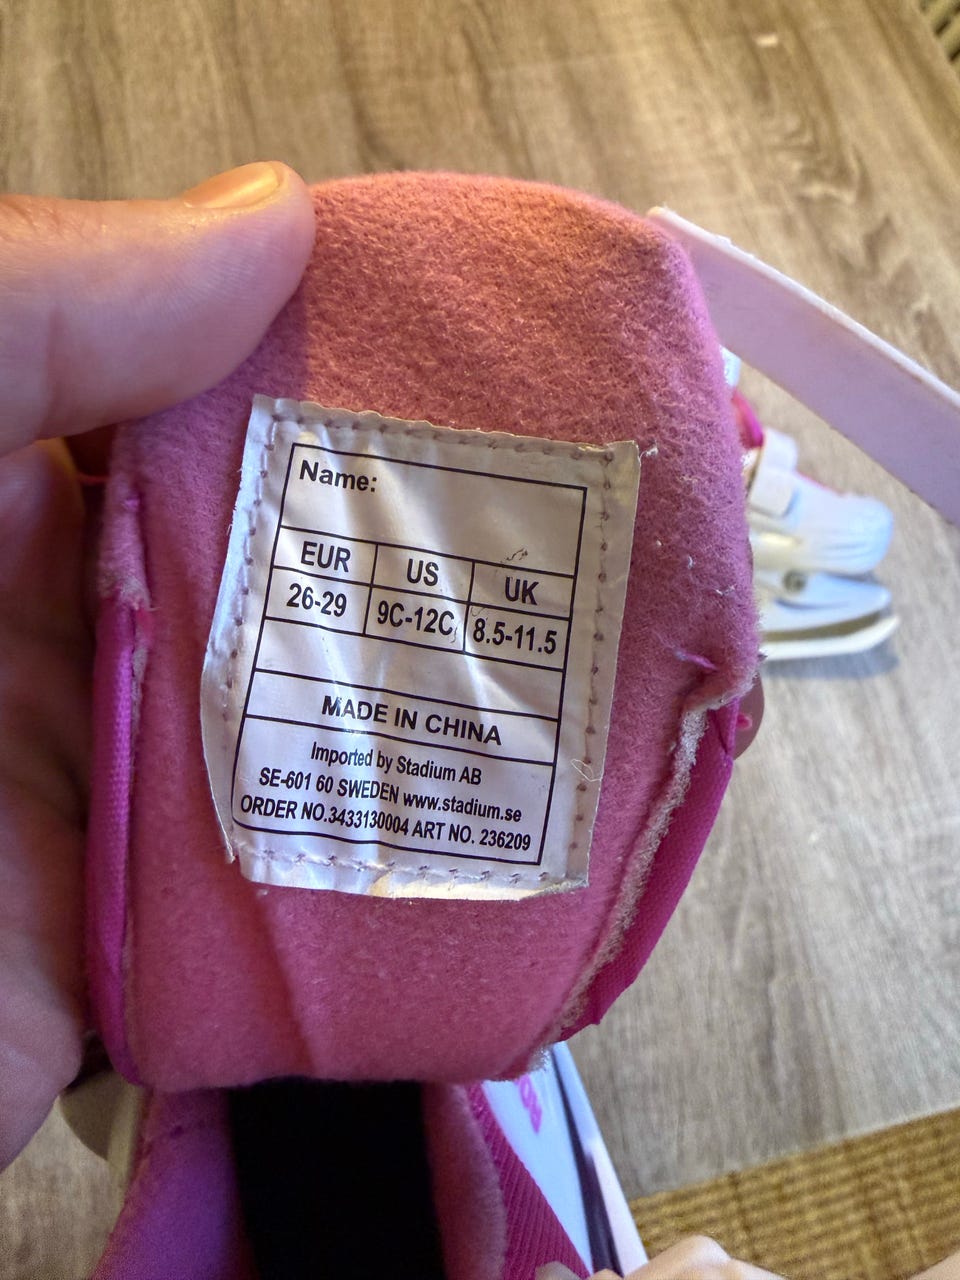 Name:
EUR US UK
26-29 9C-12C 8.5-11.5
MADE IN CHINA
Imported by Stadium AB
SE-601 60 SWEDEN www.stadium.se
ORDER NO.3433130004 ART NO. 236209